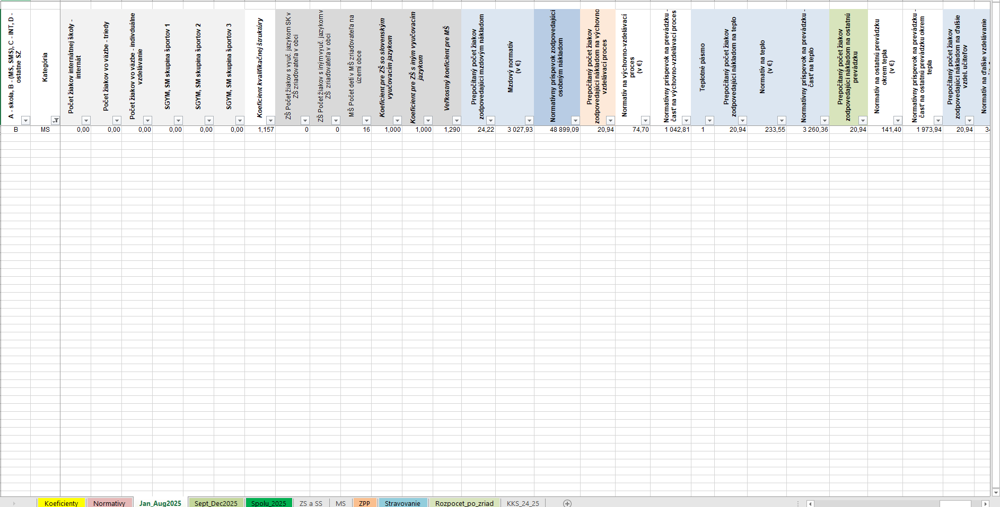 A - skola, B - (MS, SMS), C - INT, D -
ostatne SZ
Kategória
Počet žiakov internátnej školy -
internát
Počet žiakov vo väzbe - triedy
Počet žiakov vo väzbe - indivduálne
vzdelávanie
SGYM, SM skupina športov 1
SGYM, SM skupina športov 2
SGYM, SM skupina športov 3
Koeficient kvalifikačnej štruktúry
ZŠ Počet žiakov s vyuč. jazykom SK v
ZŠ zriaďovateľa v obci
ZŠ Počet žiakov s iným vyuč. jazykom v
ZŠ zriaďovateľa v obci
MŠ Počet detí v MŠ zriaďovateľa na
území obce
Koeficient pre ZŠ so slovenským
vyučovacím jazykom
Koeficient pre ZŠ s iným vyučovacím
jazykom
Veľkostný koeficient pre MŠ
Prepočítaný počet žiakov
zodpovedajúci mzdovým nákladom
Mzdový normatív
(v €)
Normatívny príspevok zodpovedajúci
osobným nákladom
Prepočítaný počet žiakov
zodpovedajúci nákladom na výchovno
vzdelávací proces
Normatív na výchovno-vzdelávací
proces
(v €)
Normatívny príspevok na prevádzku -
časť na výchovno-vzdelávací proces
Teplotné pásmo
Prepočítaný počet žiakov
zodpovedajúci nákladom na teplo
Normatív na teplo
(v €)
Normatívny príspevok na prevádzku -
časť na teplo
Prepočítaný počet žiakov
zodpovedajúci nákladom na ostatnú
prevádzku
Normatív na ostatnú prevádzku
okrem tepla
(v €)
Normatívny príspevok na prevádzku -
časť na ostatnú prevádzku okrem
tepla
Prepočítaný počet žiakov
zodpovedajúci nákladom na ďalšie
vzdel. učiteľov
Normatív na ďalšie vzdelávanie
B MS 0,00 0,00 0,00 0,00 0,00 0,00 1,157 0 0 16 1,000 1,000 1,290 24,22 3 027,93 48 899,09 20,94 74,70 1 042,81 1 20,94 233,55 3 260,36 20,94 141,40 1 973,94 20,94 34
Koeficienty Normativy Jan_Aug2025 Sept_Dec2025 Spolu_2025 ZS a SS MS ZPP Stravovanie Rozpocet_po_zriad KKS_24_25